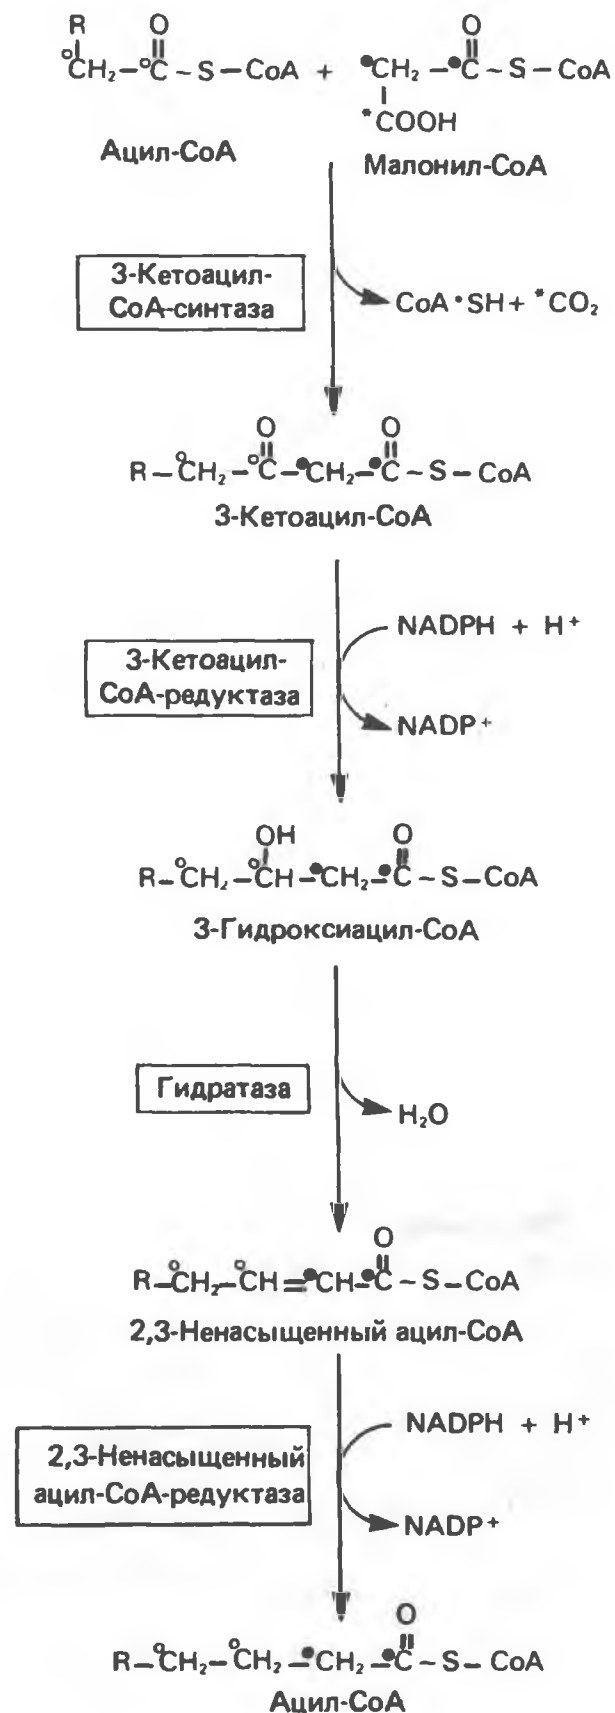 R O O
°CH₂–°C ~ S – CoA + •CH₂ – •C ~ S – CoA
*COOH
Ацил-CoA Малонил-CoA
3-Кетоацил-
CoA-синтаза
CoA•SH + *CO₂
O O
R–°CH₂–°C–•CH₂–•C ~ S – CoA
3-Кетоацил-CoA
NADPH + H⁺
3-Кетоацил-
CoA-редуктаза
NADP⁺
OH O
R–°CH₂–°CH–•CH₂–•C ~ S – CoA
3-Гидроксиацил-CoA
Гидратаза
H₂O
O
R–°CH₂–°CH=•CH–•C ~ S – CoA
2,3-Ненасыщенный ацил-CoA
NADPH + H⁺
2,3-Ненасыщенный
ацил-CoA-редуктаза
NADP⁺
O
R–°CH₂–°CH₂–•CH₂–•C ~ S – CoA
Ацил-CoA